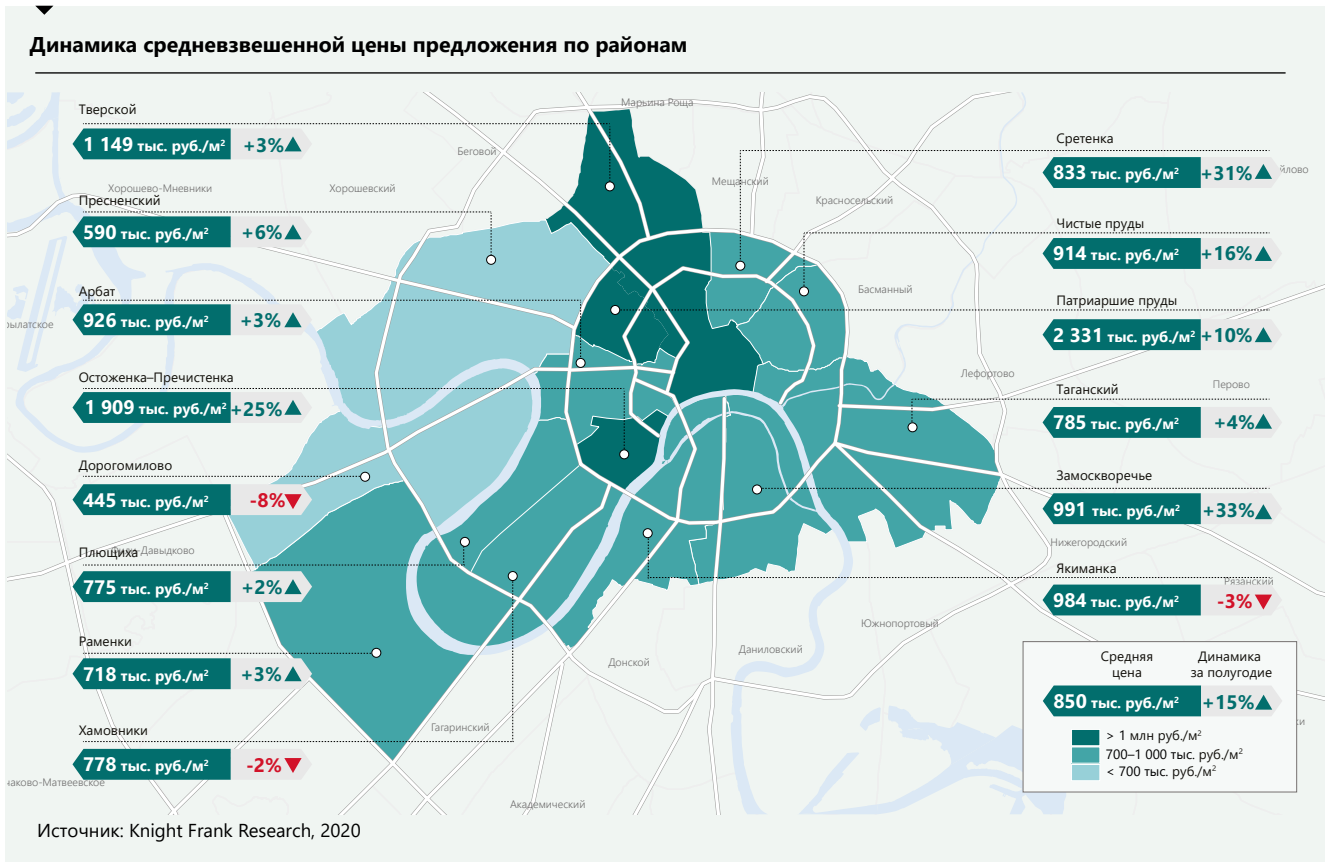 Динамика средневзвешенной цены предложения по районам
Тверской
1 149 тыс. руб./м²
+3%
Пресненский
590 тыс. руб./м²
+6%
Арбат
926 тыс. руб./м²
+3%
Остоженка–Пречистенка
1 909 тыс. руб./м²
+25%
Дорогомилово
445 тыс. руб./м²
-8%
Плющиха
775 тыс. руб./м²
+2%
Раменки
718 тыс. руб./м²
+3%
Хамовники
778 тыс. руб./м²
-2%
Сретенка
833 тыс. руб./м²
+31%
Чистые пруды
914 тыс. руб./м²
+16%
Патриаршие пруды
2 331 тыс. руб./м²
+10%
Таганский
785 тыс. руб./м²
+4%
Замоскворечье
991 тыс. руб./м²
+33%
Якиманка
984 тыс. руб./м²
-3%
Марьина Роща
Беговой
Хорошево-Мневники
Хорошевский
Мещанский
Красносельский
Басманный
Лефортово
Перово
Нижегородский
Рязанский
Южнопортовый
Даниловский
Донской
Гагаринский
Академический
Средняя
цена
Динамика
за полугодие
850 тыс. руб./м²
+15%
> 1 млн руб./м²
700–1 000 тыс. руб./м²
< 700 тыс. руб./м²
Источник: Knight Frank Research, 2020